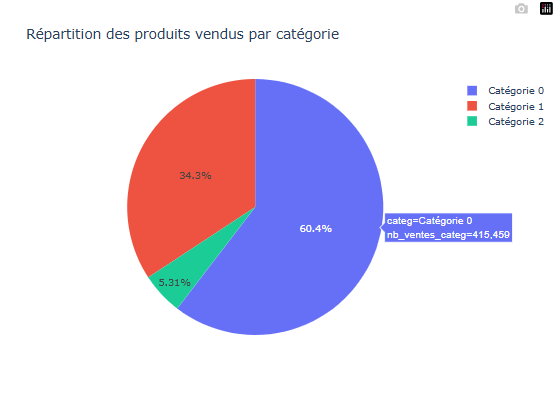 Répartition des produits vendus par catégorie
Catégorie 0
Catégorie 1
Catégorie 2
34.3%
60.4%
categ=Catégorie 0
nb_ventes_categ=415,459
5.31%